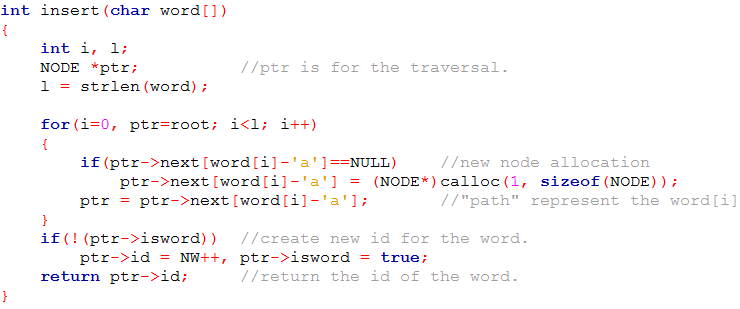 int insert(char word[])
{
    int i, l;
    NODE *ptr;          //ptr is for the traversal.
    l = strlen(word);

    for(i=0, ptr=root; i<l; i++)
    {
        if(ptr->next[word[i]-'a']==NULL)    //new node allocation
            ptr->next[word[i]-'a'] = (NODE*)calloc(1, sizeof(NODE));
        ptr = ptr->next[word[i]-'a'];       //"path" represent the word[i]
    }
    if(!(ptr->isword))  //create new id for the word.
        ptr->id = NW++, ptr->isword = true;
    return ptr->id;     //return the id of the word.
}